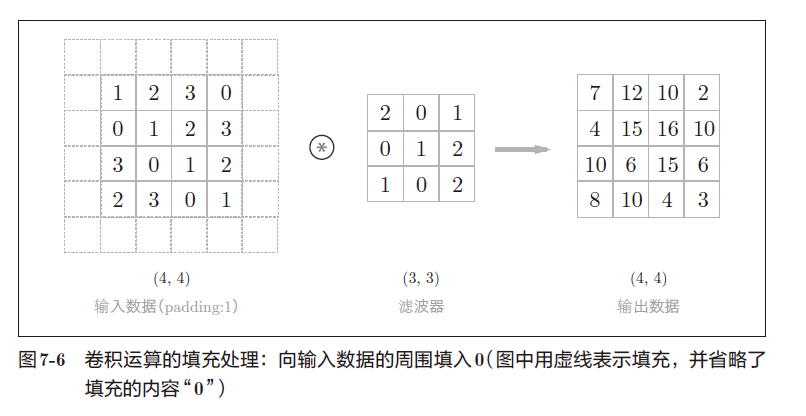 1 2 3 0
0 1 2 3
3 0 1 2
2 3 0 1
(4, 4)
输入数据(padding:1)
*
2 0 1
0 1 2
1 0 2
(3, 3)
滤波器
7 12 10 2
4 15 16 10
10 6 15 6
8 10 4 3
(4, 4)
输出数据
图7-6 卷积运算的填充处理：向输入数据的周围填入0(图中用虚线表示填充，并省略了
填充的内容“0”)